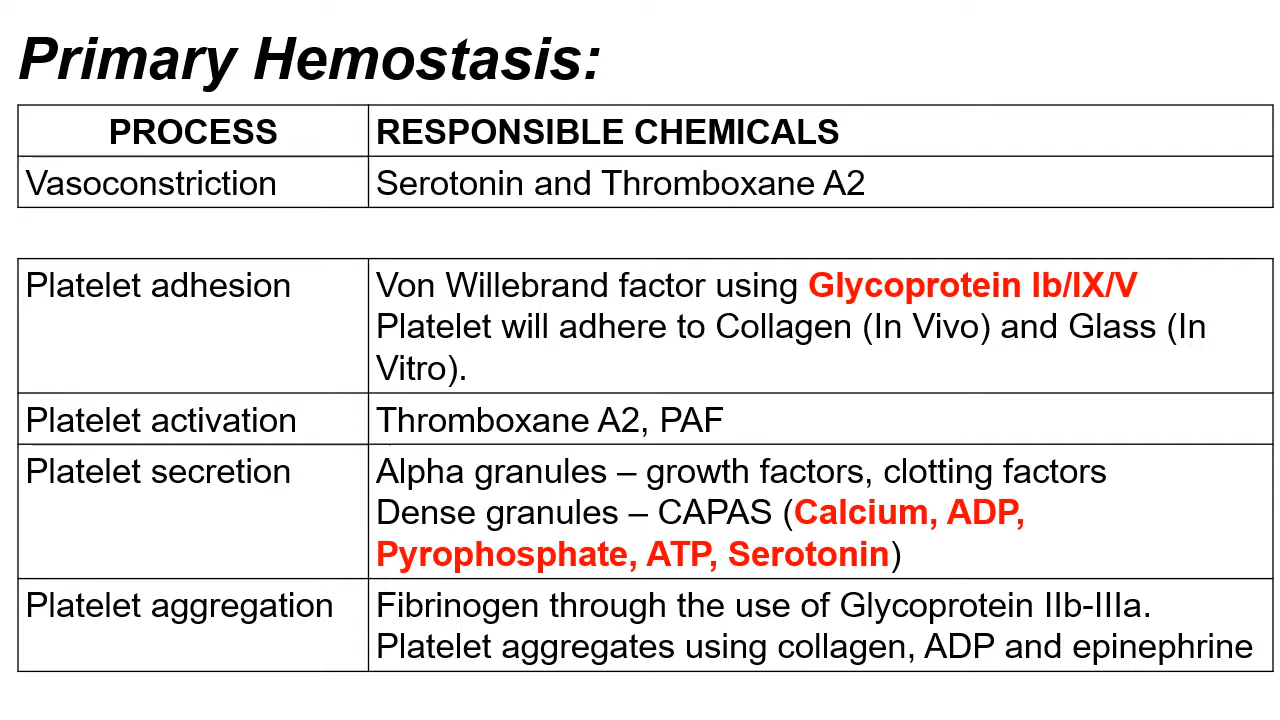 Primary Hemostasis:
PROCESS
RESPONSIBLE CHEMICALS
Vasoconstriction
Serotonin and Thromboxane A2
Platelet adhesion
Von Willebrand factor using Glycoprotein Ib/IX/V
Platelet will adhere to Collagen (In Vivo) and Glass (In
Vitro).
Platelet activation
Thromboxane A2, PAF
Platelet secretion
Alpha granules – growth factors, clotting factors
Dense granules – CAPAS (Calcium, ADP,
Pyrophosphate, ATP, Serotonin)
Platelet aggregation
Fibrinogen through the use of Glycoprotein IIb-IIIa.
Platelet aggregates using collagen, ADP and epinephrine